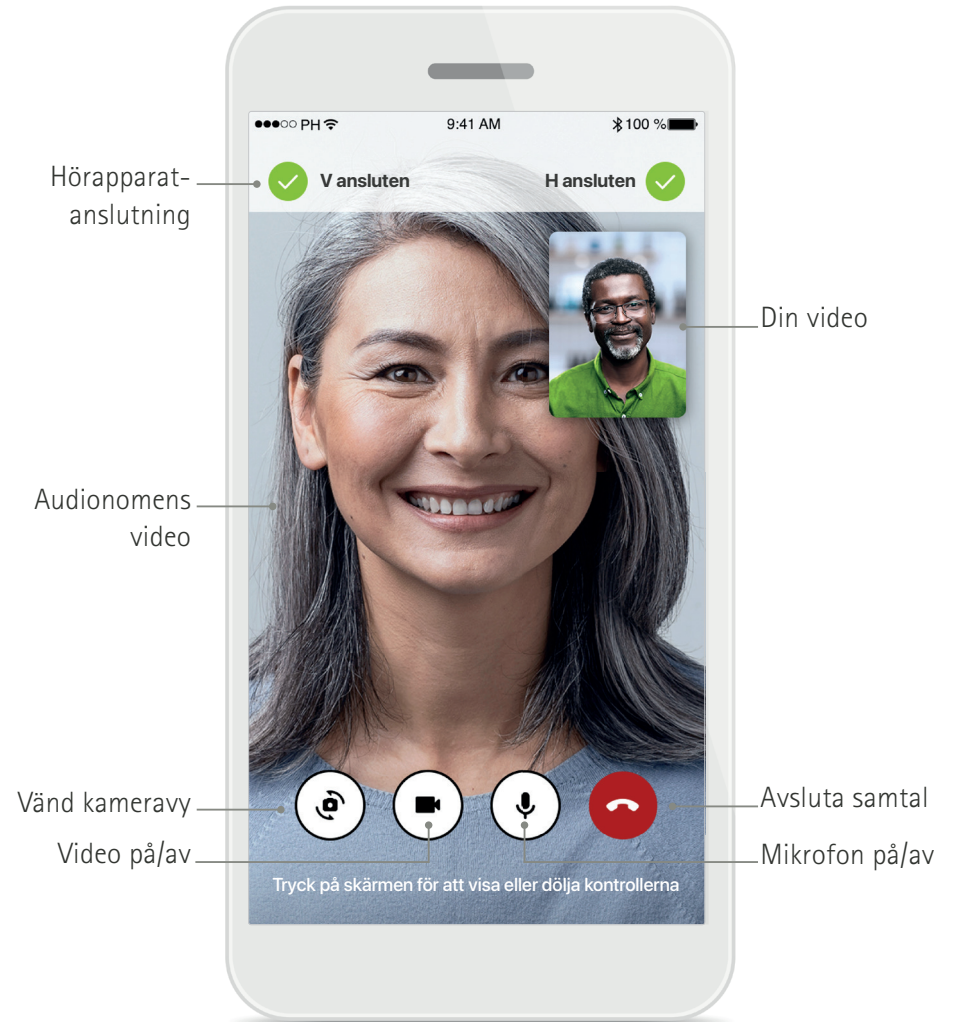 PH 9:41 AM 100 %
Hörapparat-
anslutning
V ansluten H ansluten
Din video
Audionomens
video
Vänd kameravy
Avsluta samtal
Video på/av
Mikrofon på/av
Tryck på skärmen för att visa eller dölja kontrollerna